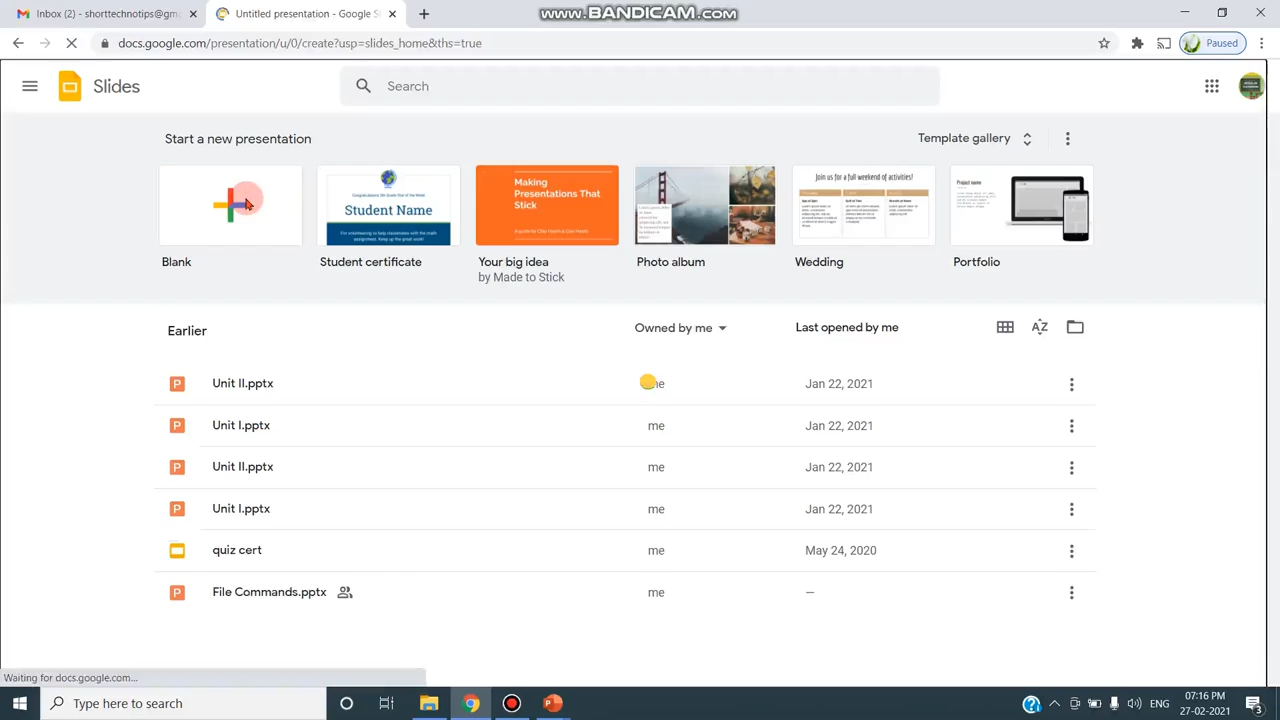 Inbox (2) - shorttechnotips@gm
Untitled presentation - Google S
www.BANDICAM.com
docs.google.com/presentation/u/0/create?usp=slides_home&ths=true
Paused
Slides
Search
Start a new presentation
Template gallery
Student Name
Making
Presentations That
Stick
Join us for a full weekend of activities!
Project name
Blank
Student certificate
Your big idea
by Made to Stick
Photo album
Wedding
Portfolio
Earlier
Owned by me
Last opened by me
AZ
P Unit II.pptx me Jan 22, 2021
P Unit I.pptx me Jan 22, 2021
P Unit II.pptx me Jan 22, 2021
P Unit I.pptx me Jan 22, 2021
quiz cert me May 24, 2020
P File Commands.pptx me —
Waiting for docs.google.com...
Type here to search
ENG
07:16 PM
27-02-2021
3